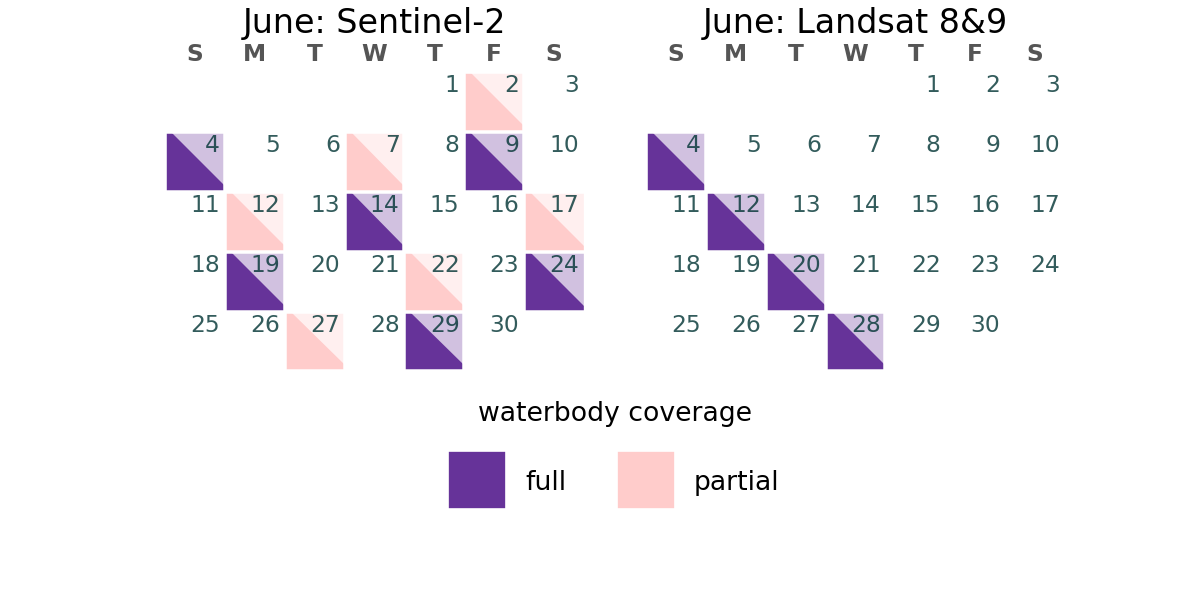 June: Sentinel-2
S M T W T F S
1 2 3
4 5 6 7 8 9 10
11 12 13 14 15 16 17
18 19 20 21 22 23 24
25 26 27 28 29 30
June: Landsat 8&9
S M T W T F S
1 2 3
4 5 6 7 8 9 10
11 12 13 14 15 16 17
18 19 20 21 22 23 24
25 26 27 28 29 30
waterbody coverage
full partial